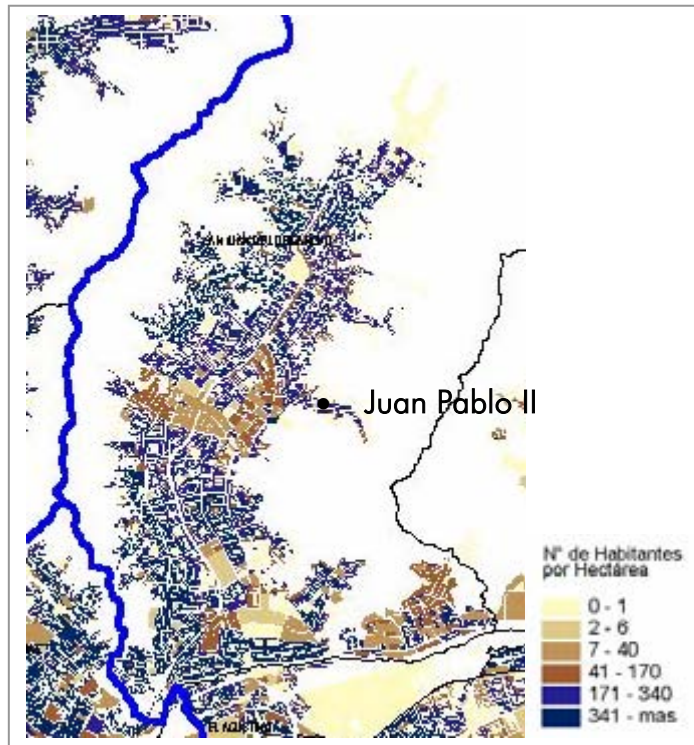 Juan Pablo II
N° de Habitantes
por Hectárea
0 - 1
2 - 6
7 - 40
41 - 170
171 - 340
341 - mas